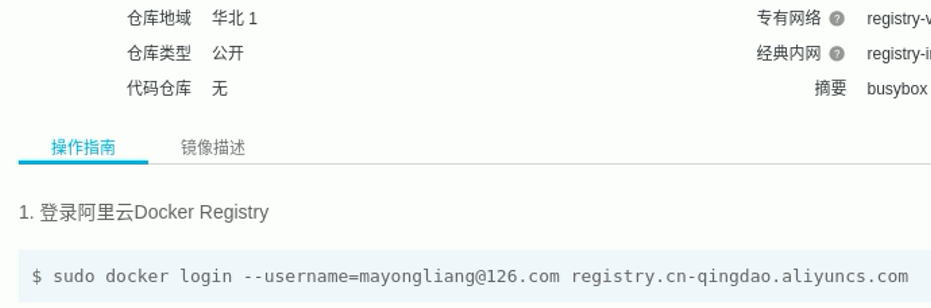 仓库地域 华北 1 专有网络 ? registry-v
仓库类型 公开 经典内网 ? registry-i
代码仓库 无 摘要 busybox
操作指南 镜像描述
1. 登录阿里云Docker Registry
$ sudo docker login --username=mayongliang@126.com registry.cn-qingdao.aliyuncs.com